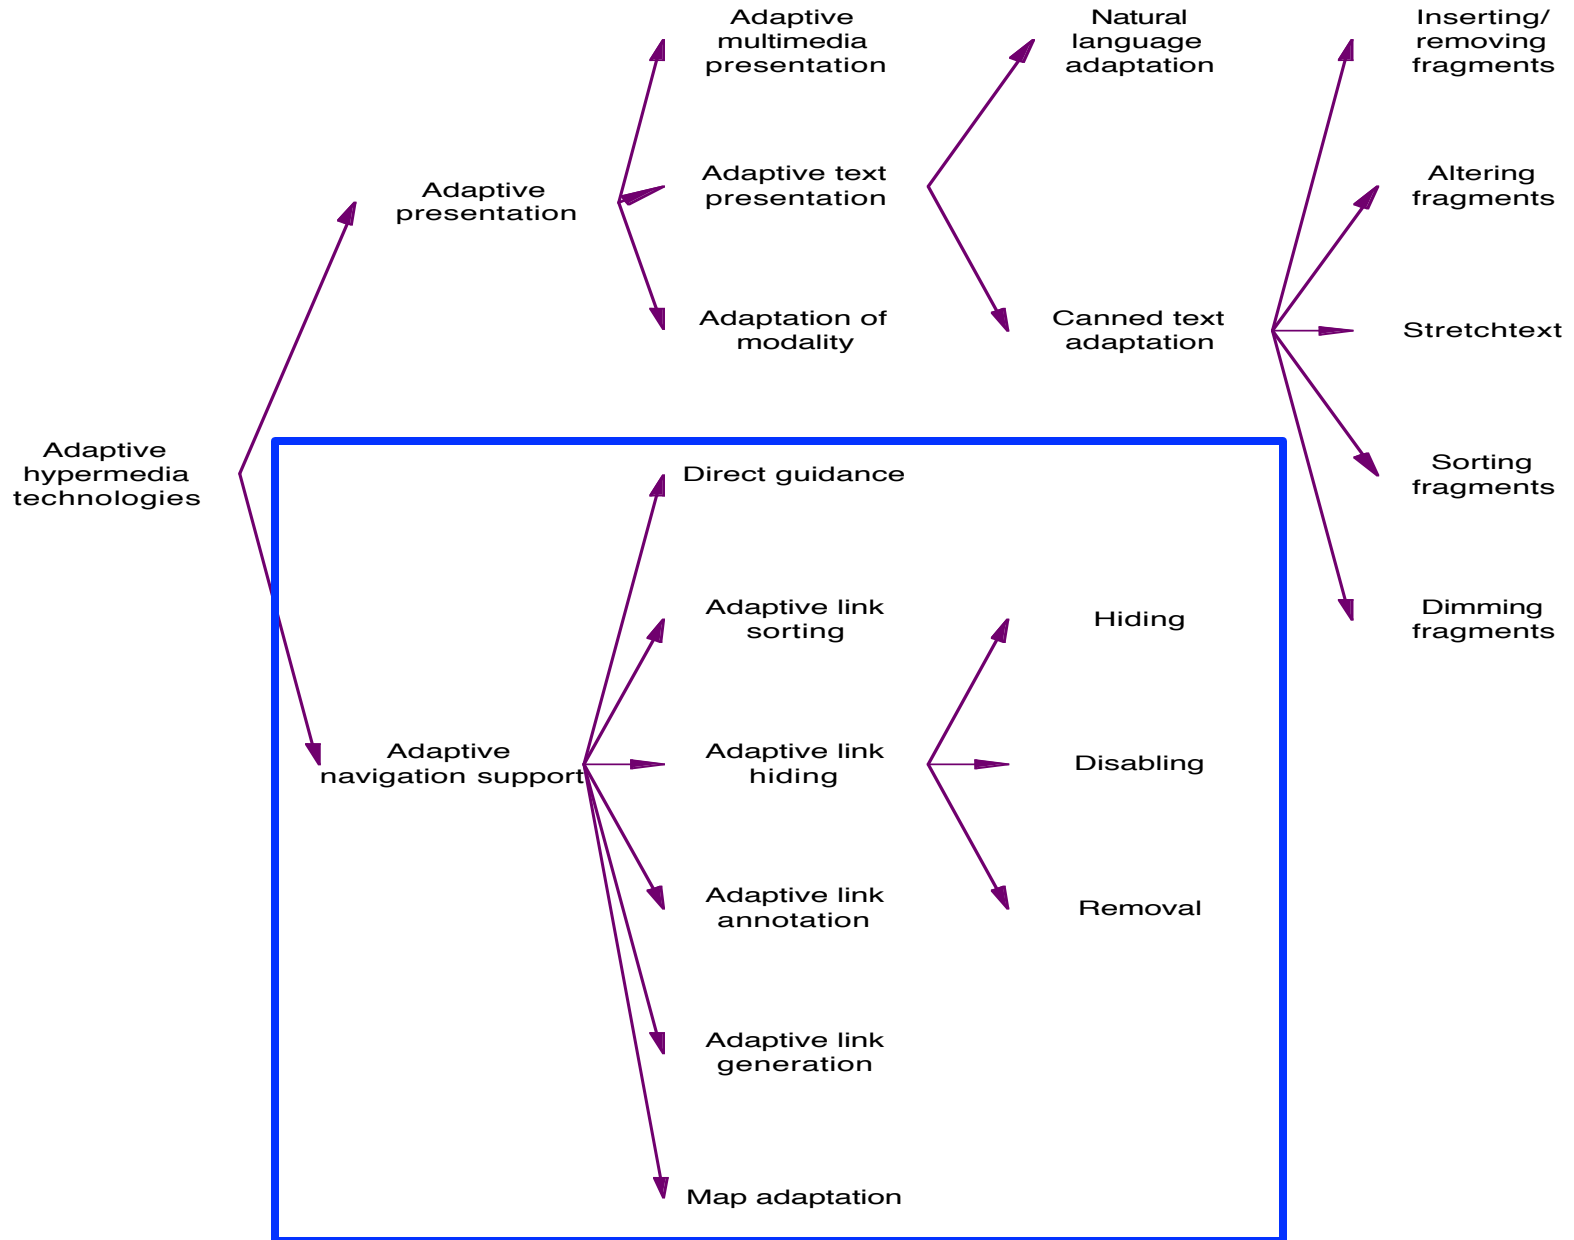 Adaptive
multimedia
presentation
Natural
language
adaptation
Inserting/
removing
fragments
Adaptive
presentation
Adaptive text
presentation
Altering
fragments
Adaptation of
modality
Canned text
adaptation
Stretchtext
Adaptive
hypermedia
technologies
Direct guidance
Sorting
fragments
Adaptive link
sorting
Hiding
Dimming
fragments
Adaptive
navigation support
Adaptive link
hiding
Disabling
Adaptive link
annotation
Removal
Adaptive link
generation
Map adaptation